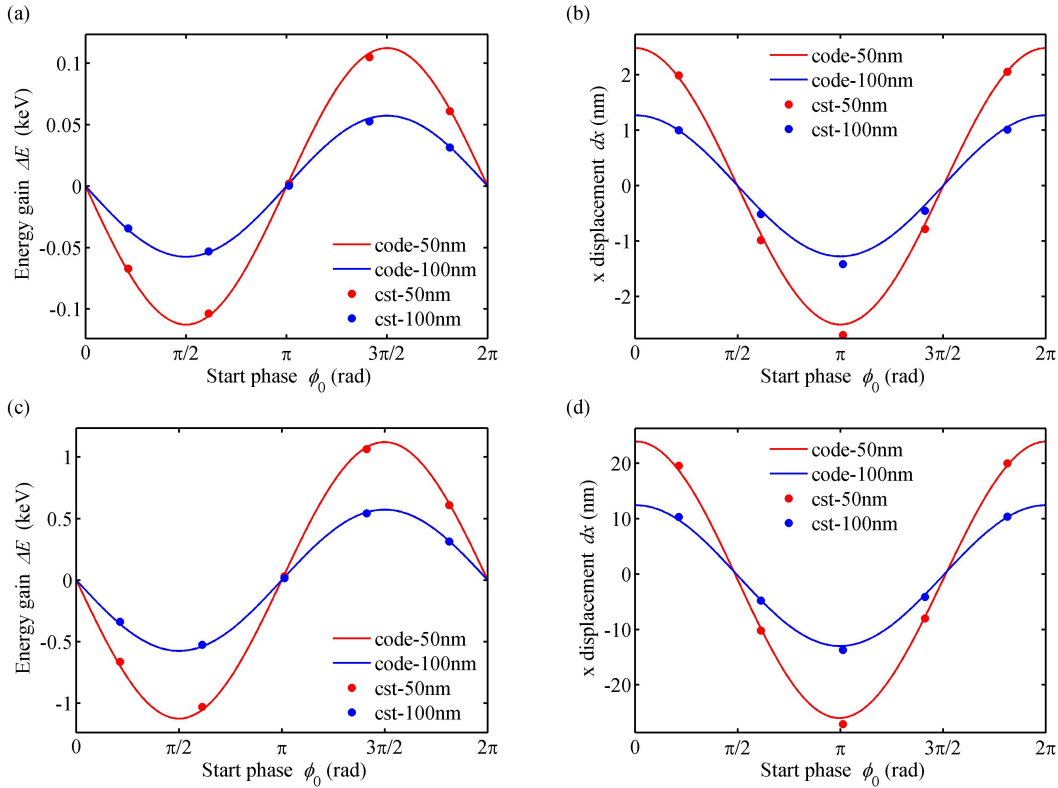 (a)
Energy gain ΔE (keV)
0.1
0.05
0
-0.05
-0.1
code-50nm
code-100nm
cst-50nm
cst-100nm
0 π/2 π 3π/2 2π
Start phase ϕ0 (rad)
(b)
x displacement dx (nm)
2
1
0
-1
-2
code-50nm
code-100nm
cst-50nm
cst-100nm
0 π/2 π 3π/2 2π
Start phase ϕ0 (rad)
(c)
Energy gain ΔE (keV)
1
0.5
0
-0.5
-1
code-50nm
code-100nm
cst-50nm
cst-100nm
0 π/2 π 3π/2 2π
Start phase ϕ0 (rad)
(d)
x displacement dx (nm)
20
10
0
-10
-20
code-50nm
code-100nm
cst-50nm
cst-100nm
0 π/2 π 3π/2 2π
Start phase ϕ0 (rad)